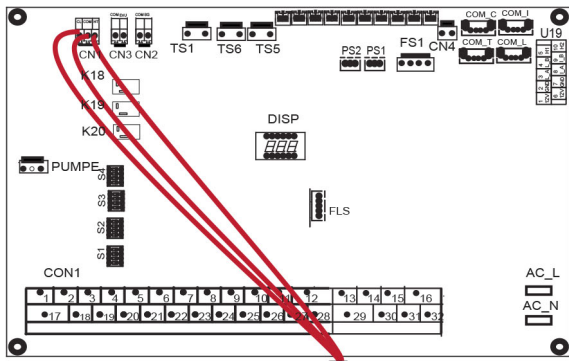 COM_C COM_I
U19
CN1 CN3 CN2
TS1 TS6 TS5
PS2 PS1
FS1
CN4
COM_T COM_L
K18
K19
K20
DISP
PUMPE
S4
S3
S2
S1
FLS
CON1
AC_L
AC_N
1 2 3 4 5 6 7 8 9 10 11 12 13 14 15 16
17 18 19 20 21 22 23 24 25 26 27 28 29 30 31 32